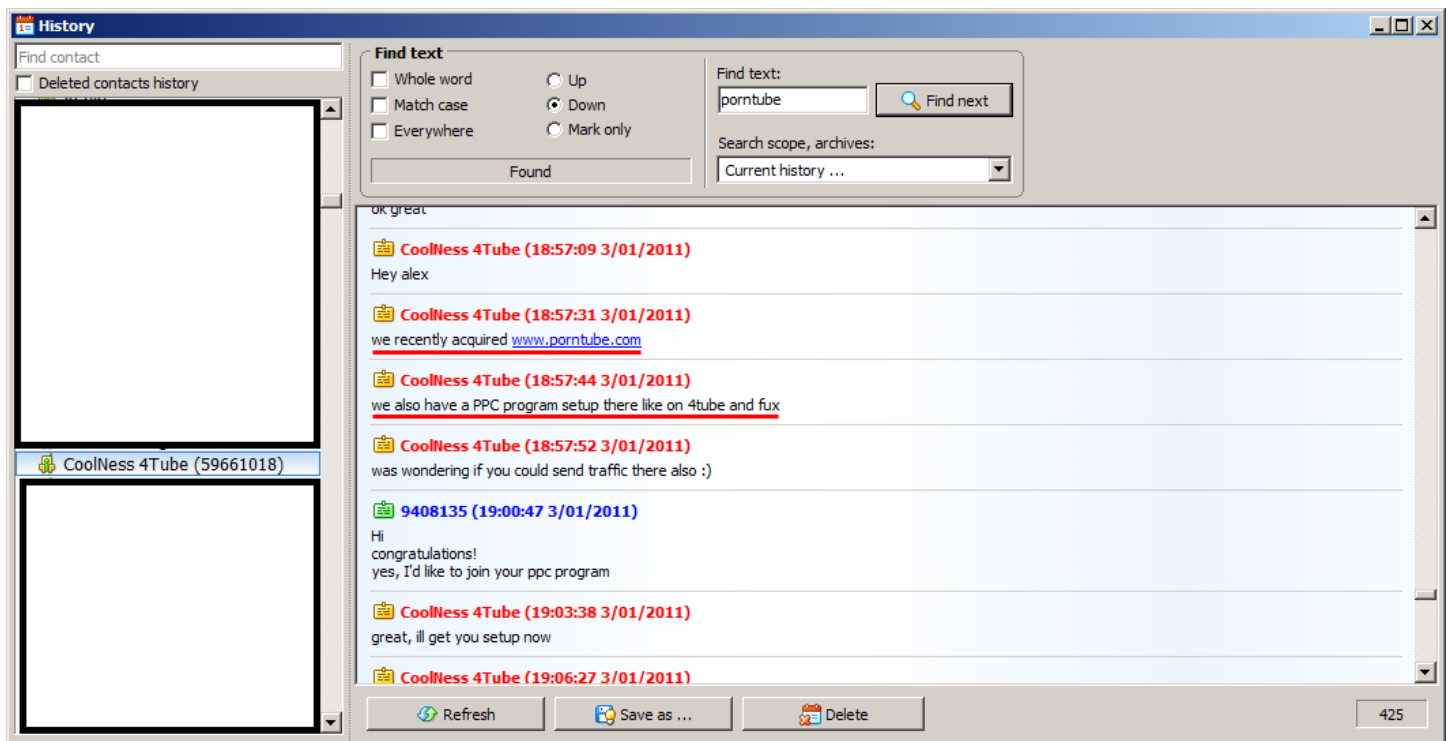 History
Find contact
Deleted contacts history
CoolNess 4Tube (59661018)
Find text
Whole word
Match case
Everywhere
Up
Down
Mark only
Found
Find text:
porntube
Find next
Search scope, archives:
Current history ...
ok great
CoolNess 4Tube (18:57:09 3/01/2011)
Hey alex
CoolNess 4Tube (18:57:31 3/01/2011)
we recently acquired www.porntube.com
CoolNess 4Tube (18:57:44 3/01/2011)
we also have a PPC program setup there like on 4tube and fux
CoolNess 4Tube (18:57:52 3/01/2011)
was wondering if you could send traffic there also :)
9408135 (19:00:47 3/01/2011)
Hi
congratulations!
yes, I'd like to join your ppc program
CoolNess 4Tube (19:03:38 3/01/2011)
great, ill get you setup now
CoolNess 4Tube (19:06:27 3/01/2011)
Refresh
Save as ...
Delete
425